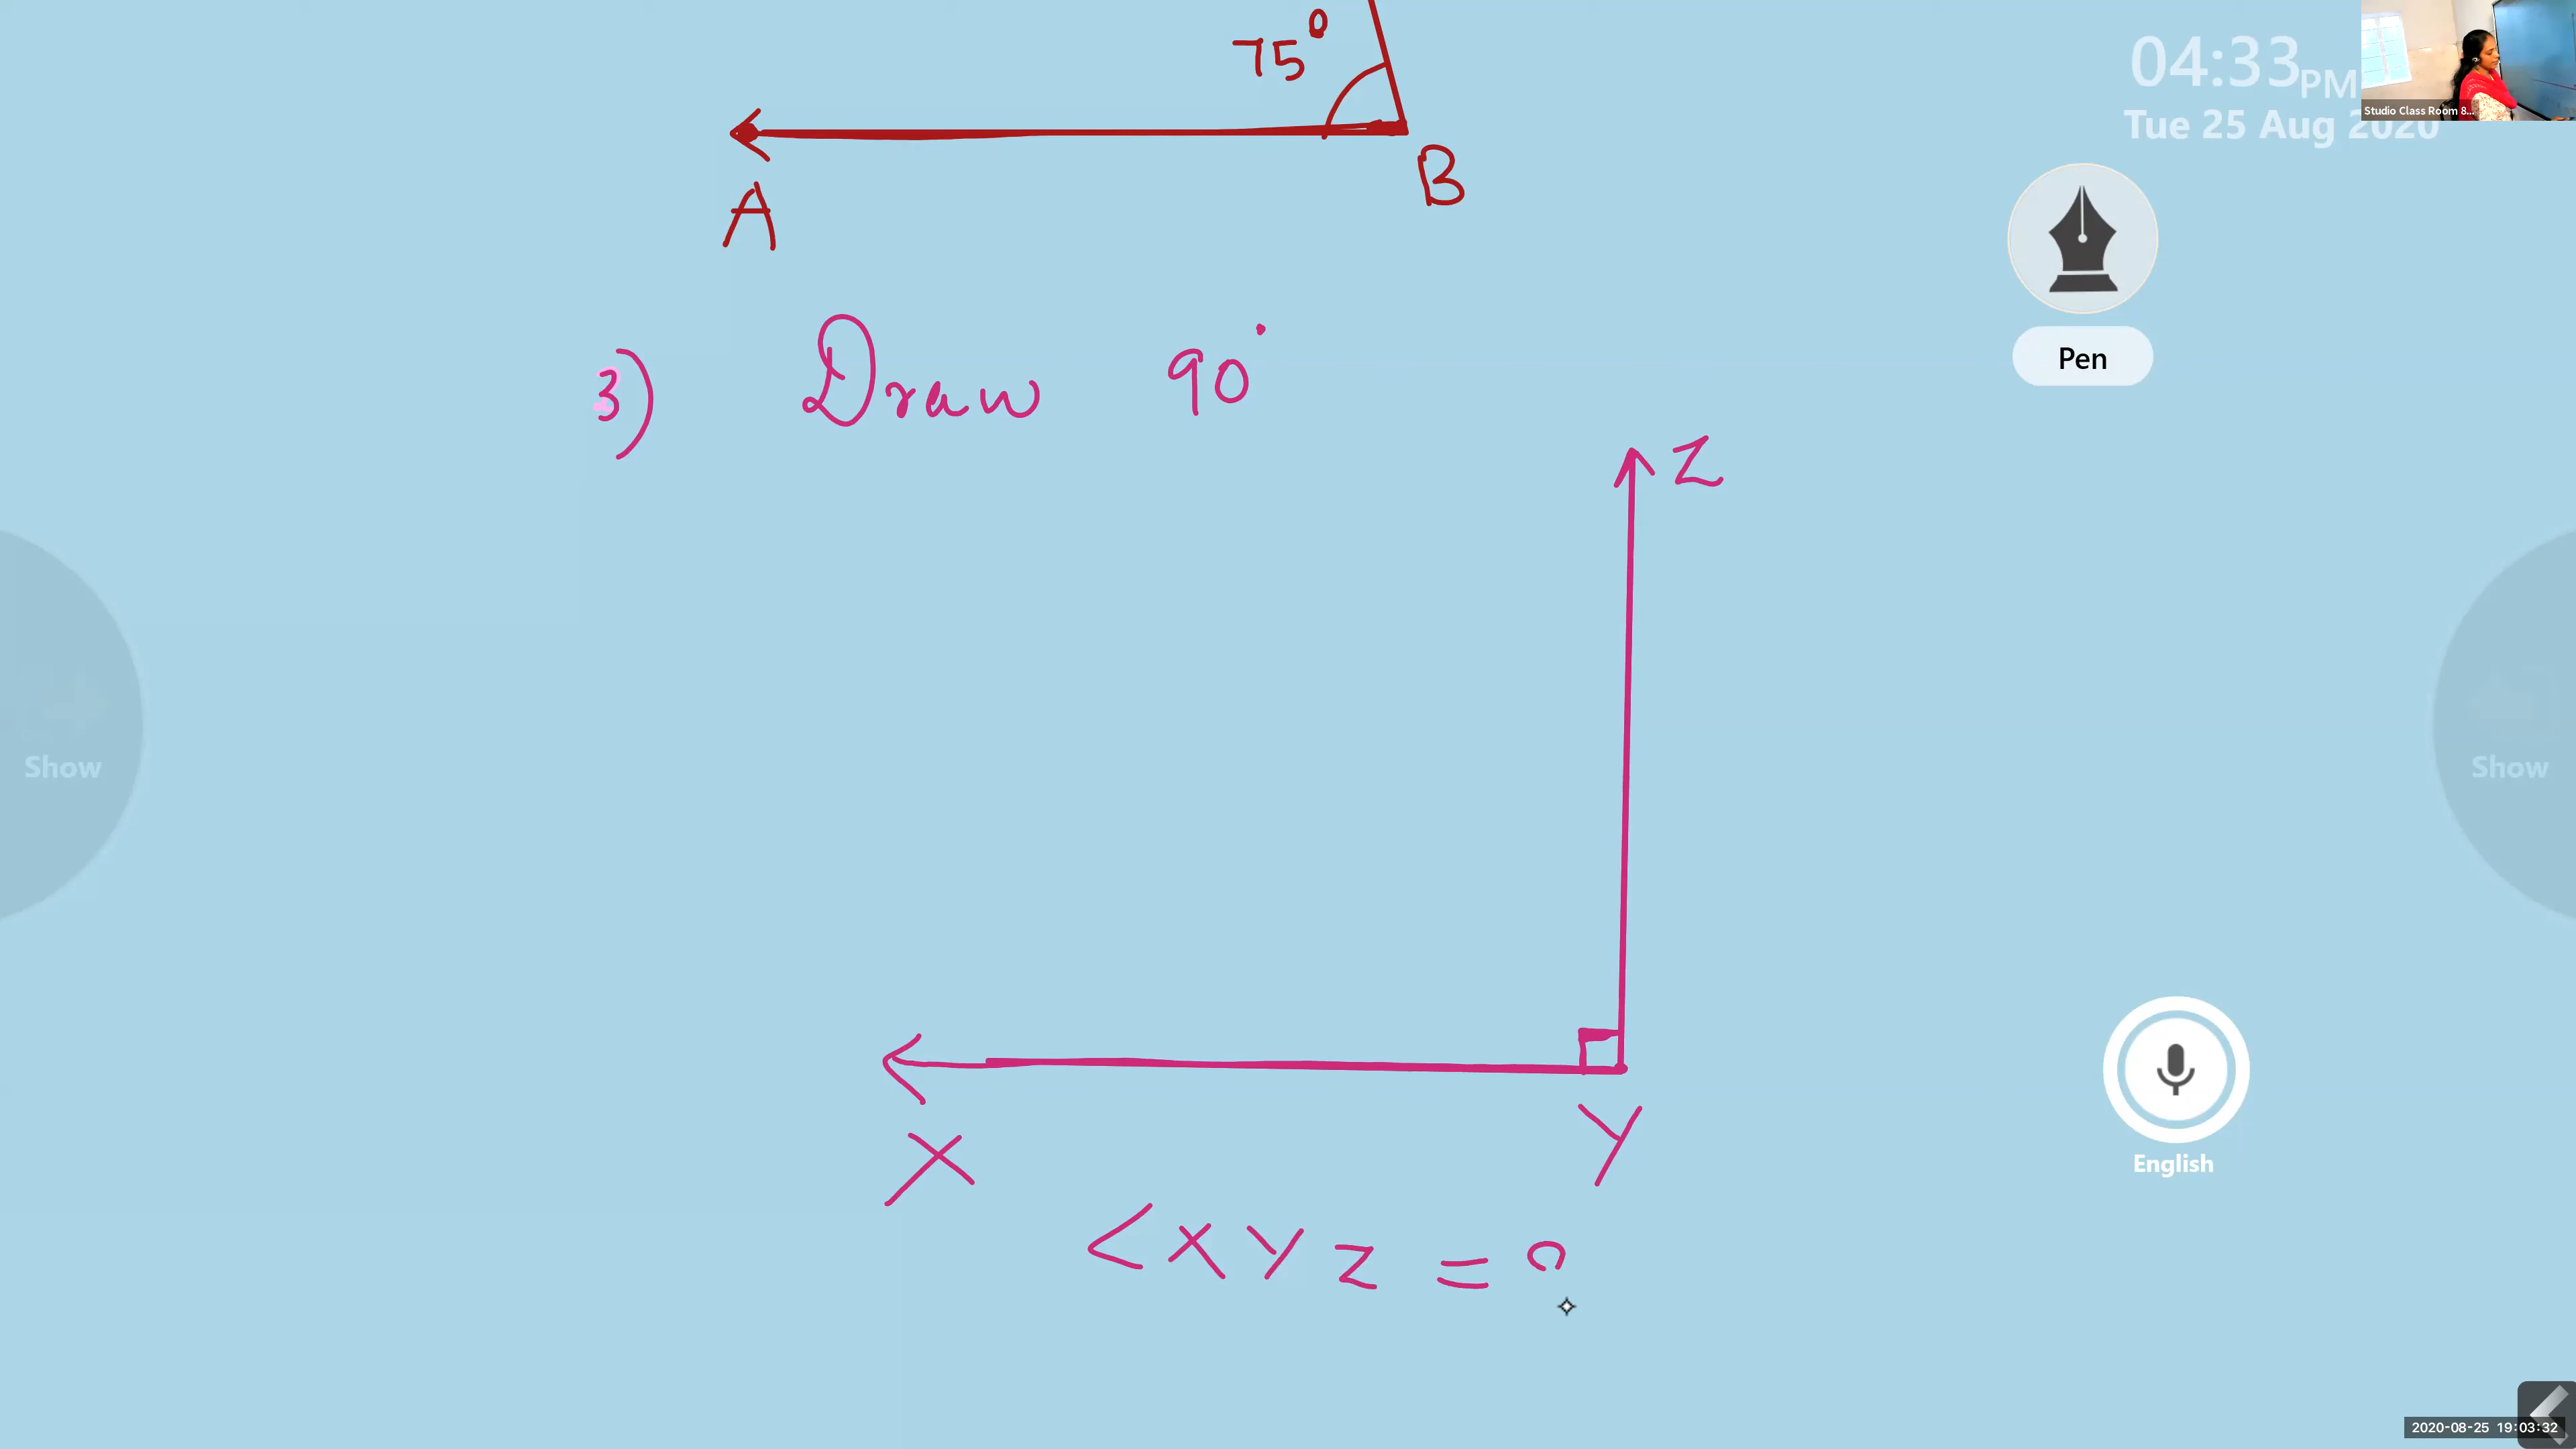 75°
04:33PM
Studio Class Room 8...
Tue 25 Aug 2020
B
A
Pen
3) Draw 90°
Z
Show
Show
X
Y
English
<XYZ =
2020-08-25 19:03:32